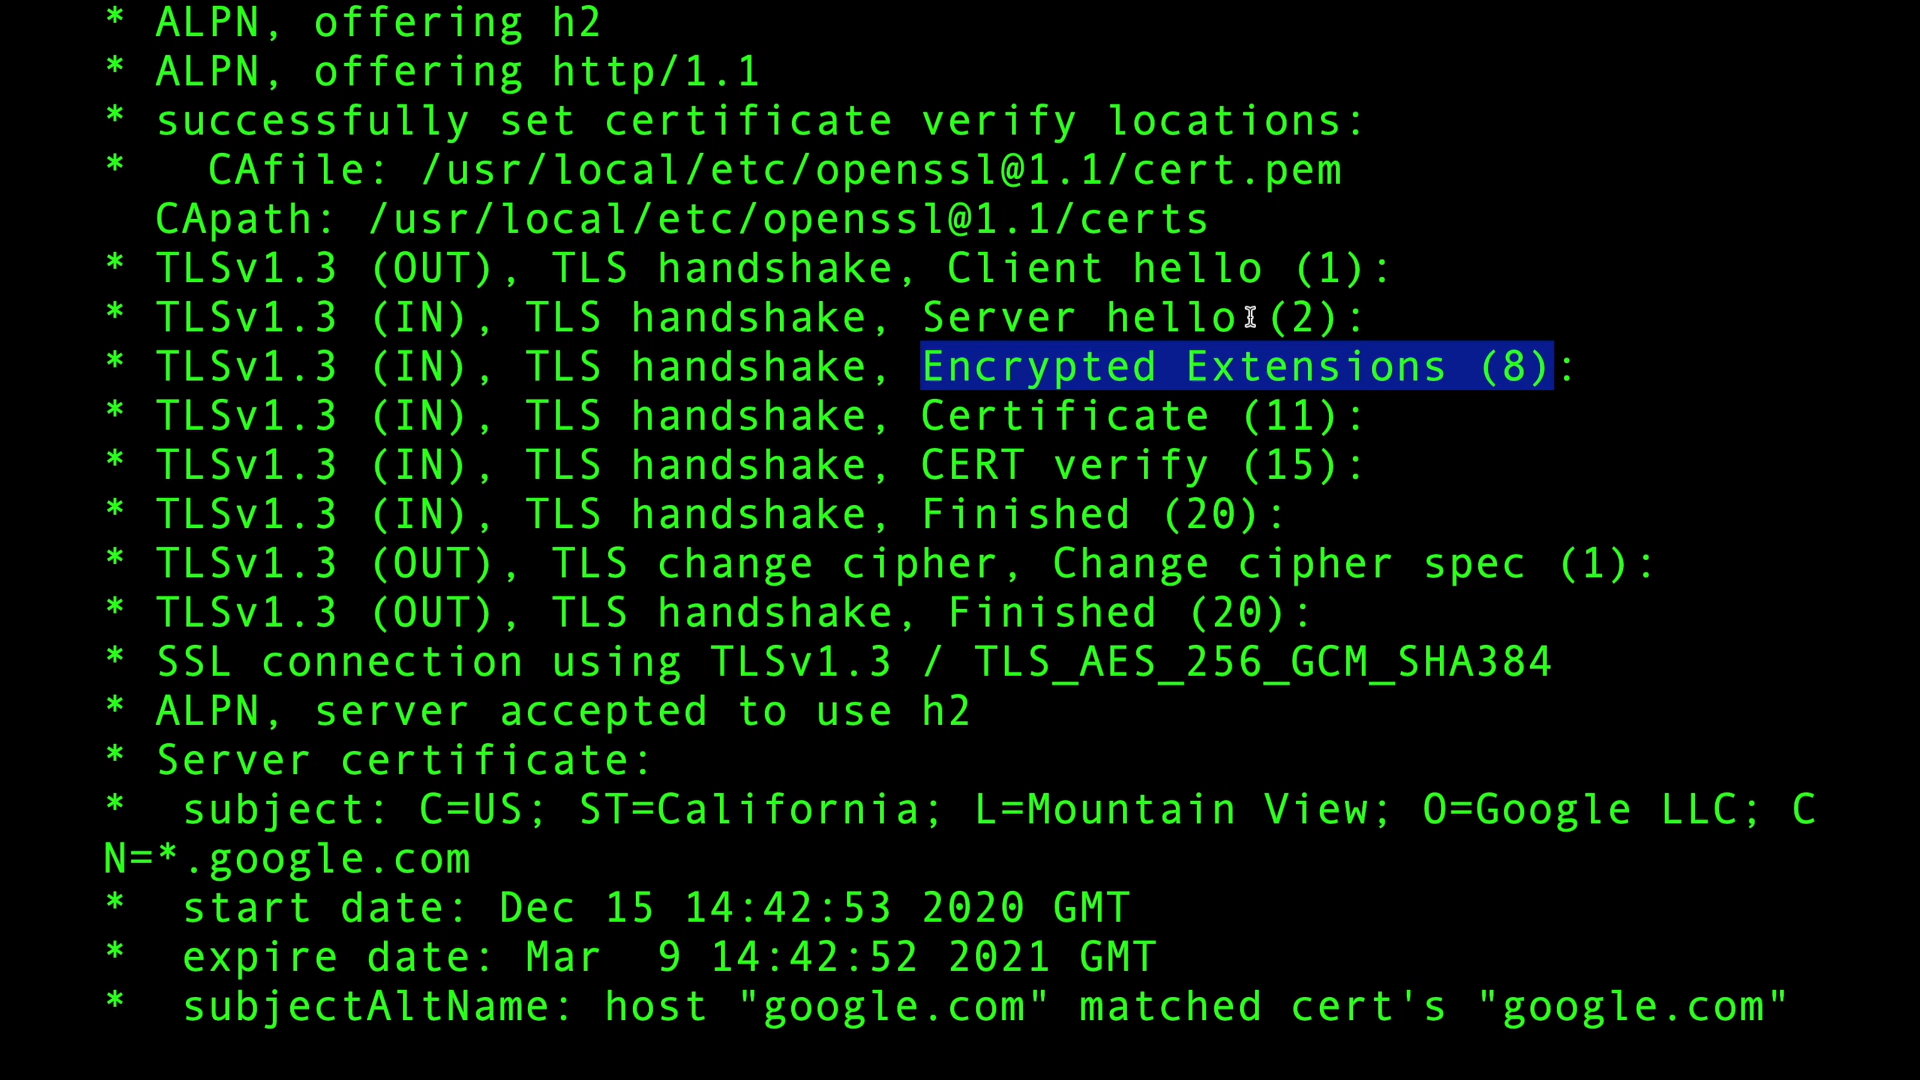 * ALPN, offering h2
* ALPN, offering http/1.1
* successfully set certificate verify locations:
*   CAfile: /usr/local/etc/openssl@1.1/cert.pem
  CApath: /usr/local/etc/openssl@1.1/certs
* TLSv1.3 (OUT), TLS handshake, Client hello (1):
* TLSv1.3 (IN), TLS handshake, Server hello (2):
* TLSv1.3 (IN), TLS handshake, Encrypted Extensions (8):
* TLSv1.3 (IN), TLS handshake, Certificate (11):
* TLSv1.3 (IN), TLS handshake, CERT verify (15):
* TLSv1.3 (IN), TLS handshake, Finished (20):
* TLSv1.3 (OUT), TLS change cipher, Change cipher spec (1):
* TLSv1.3 (OUT), TLS handshake, Finished (20):
* SSL connection using TLSv1.3 / TLS_AES_256_GCM_SHA384
* ALPN, server accepted to use h2
* Server certificate:
*  subject: C=US; ST=California; L=Mountain View; O=Google LLC; C
N=*.google.com
*  start date: Dec 15 14:42:53 2020 GMT
*  expire date: Mar  9 14:42:52 2021 GMT
*  subjectAltName: host "google.com" matched cert's "google.com"